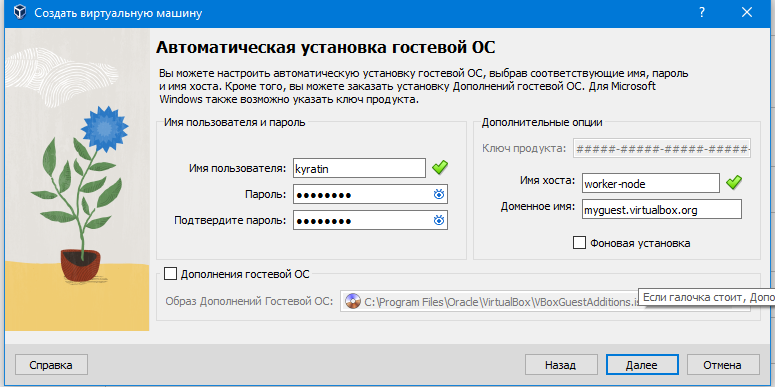 Создать виртуальную машину
Автоматическая установка гостевой ОС
Вы можете настроить автоматическую установку гостевой ОС, выбрав соответствующие имя, пароль
и имя хоста. Кроме того, вы можете заказать установку Дополнений гостевой ОС. Для Microsoft
Windows также возможно указать ключ продукта.
Имя пользователя и пароль
Имя пользователя: kyratin
Пароль: ●●●●●●●●
Подтвердите пароль: ●●●●●●●●
Дополнительные опции
Ключ продукта: #####-#####-#####-#####-
Имя хоста: worker-node
Доменное имя: myguest.virtualbox.org
Фоновая установка
Дополнения гостевой ОС
Образ Дополнений Гостевой ОС: C:\Program Files\Oracle\VirtualBox\VBoxGuestAdditions.is
Если галочка стоит, Допо
Справка
Назад
Далее
Отмена